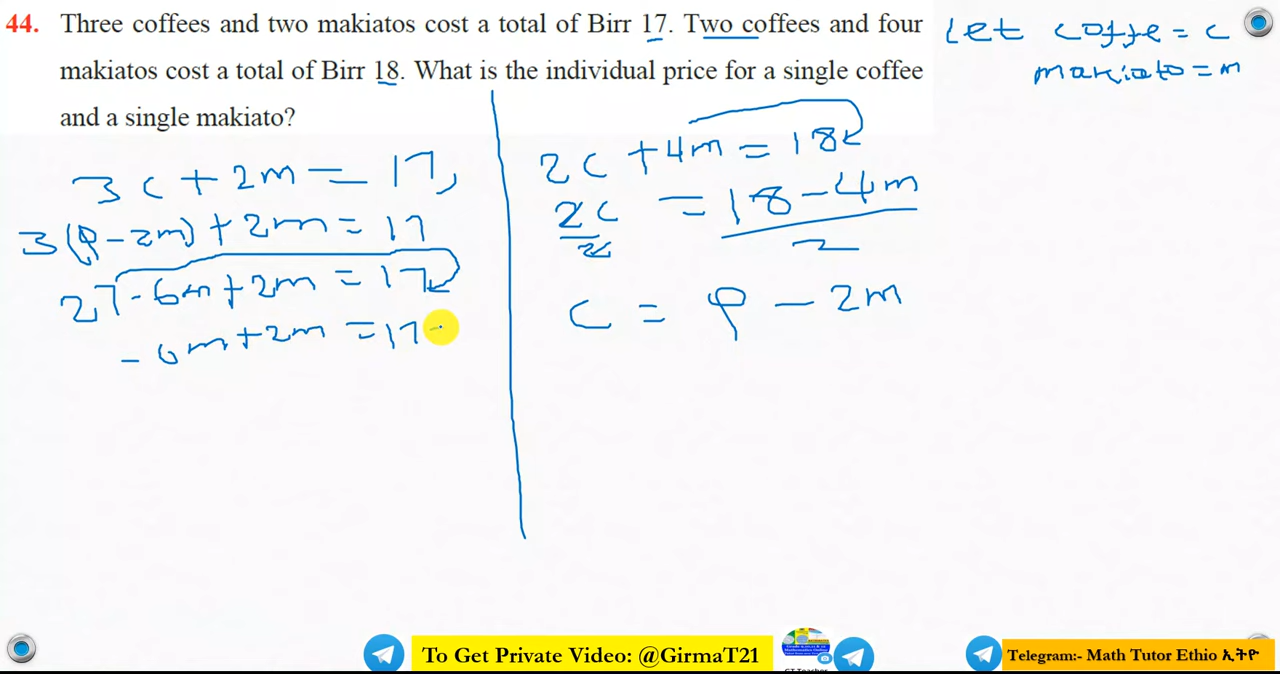 44. Three coffees and two makiatos cost a total of Birr 17. Two coffees and four
makiatos cost a total of Birr 18. What is the individual price for a single coffee
and a single makiato?
Let coffe = c
makiato = m
3c + 2m = 17,
3(9 - 2m) + 2m = 17
27 - 6m + 2m = 17
- 6m + 2m = 17 -
2c + 4m = 18
2c = 18 - 4m
2 2
c = 9 - 2m
To Get Private Video: @GirmaT21
Telegram:- Math Tutor Ethio ኢትዮ